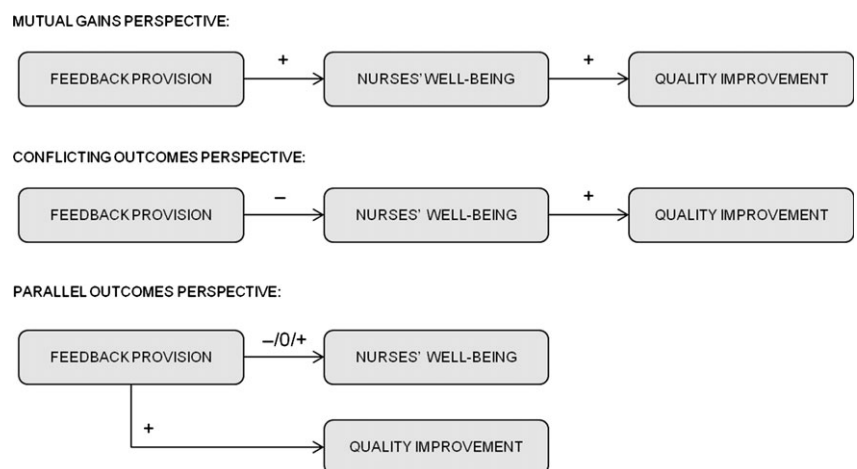 MUTUAL GAINS PERSPECTIVE:
+ +
FEEDBACK PROVISION NURSES' WELL-BEING QUALITY IMPROVEMENT
CONFLICTING OUTCOMES PERSPECTIVE:
– +
FEEDBACK PROVISION NURSES' WELL-BEING QUALITY IMPROVEMENT
PARALLEL OUTCOMES PERSPECTIVE:
–/0/+
FEEDBACK PROVISION NURSES' WELL-BEING
+
QUALITY IMPROVEMENT